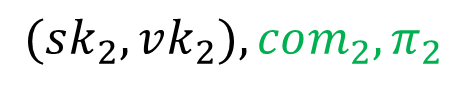 (sk₂, vk₂), com₂, π₂